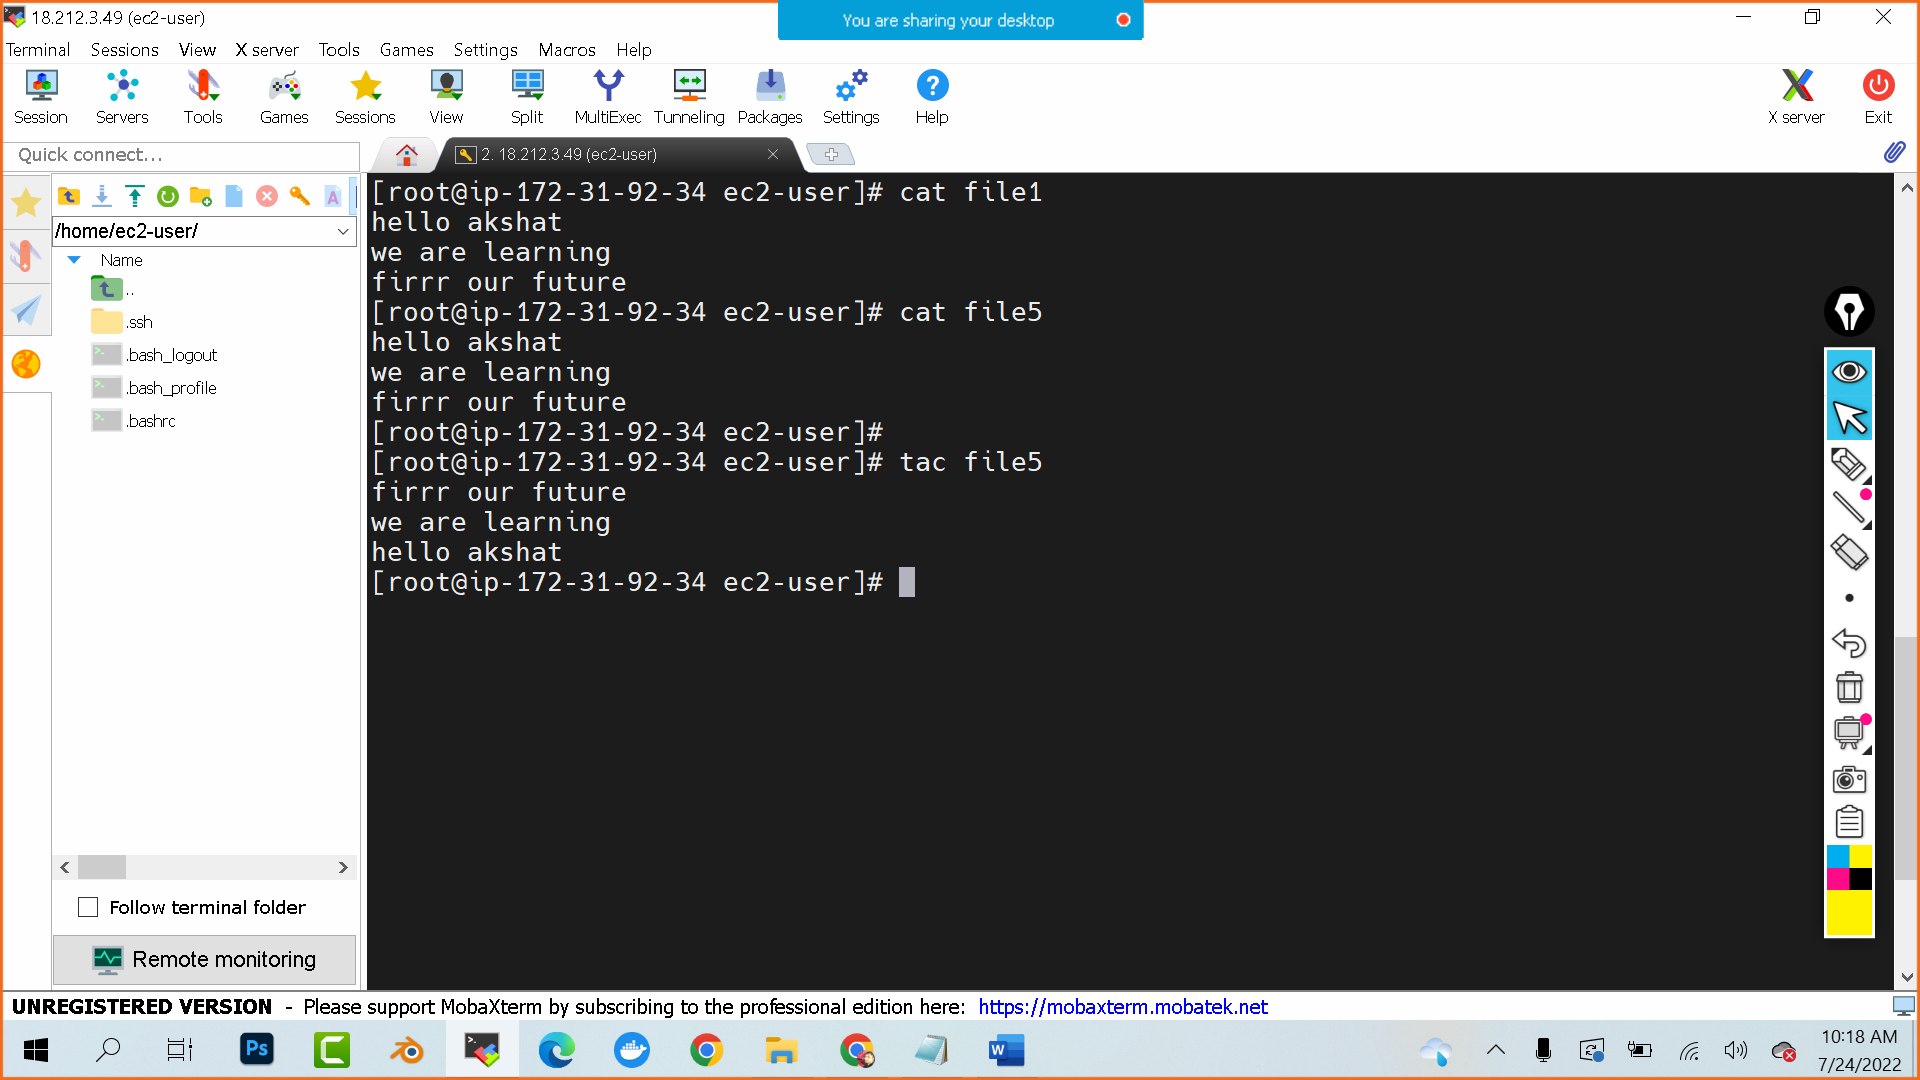 18.212.3.49 (ec2-user)
You are sharing your desktop
Terminal Sessions View X server Tools Games Settings Macros Help
Session Servers Tools Games Sessions View Split MultiExec Tunneling Packages Settings Help X server Exit
Quick connect...
2. 18.212.3.49 (ec2-user)
/home/ec2-user/
Name
..
.ssh
.bash_logout
.bash_profile
.bashrc
Follow terminal folder
Remote monitoring
[root@ip-172-31-92-34 ec2-user]# cat file1
hello akshat
we are learning
firrr our future
[root@ip-172-31-92-34 ec2-user]# cat file5
hello akshat
we are learning
firrr our future
[root@ip-172-31-92-34 ec2-user]#
[root@ip-172-31-92-34 ec2-user]# tac file5
firrr our future
we are learning
hello akshat
[root@ip-172-31-92-34 ec2-user]#
UNREGISTERED VERSION - Please support MobaXterm by subscribing to the professional edition here: https://mobaxterm.mobatek.net
Ps
10:18 AM
7/24/2022